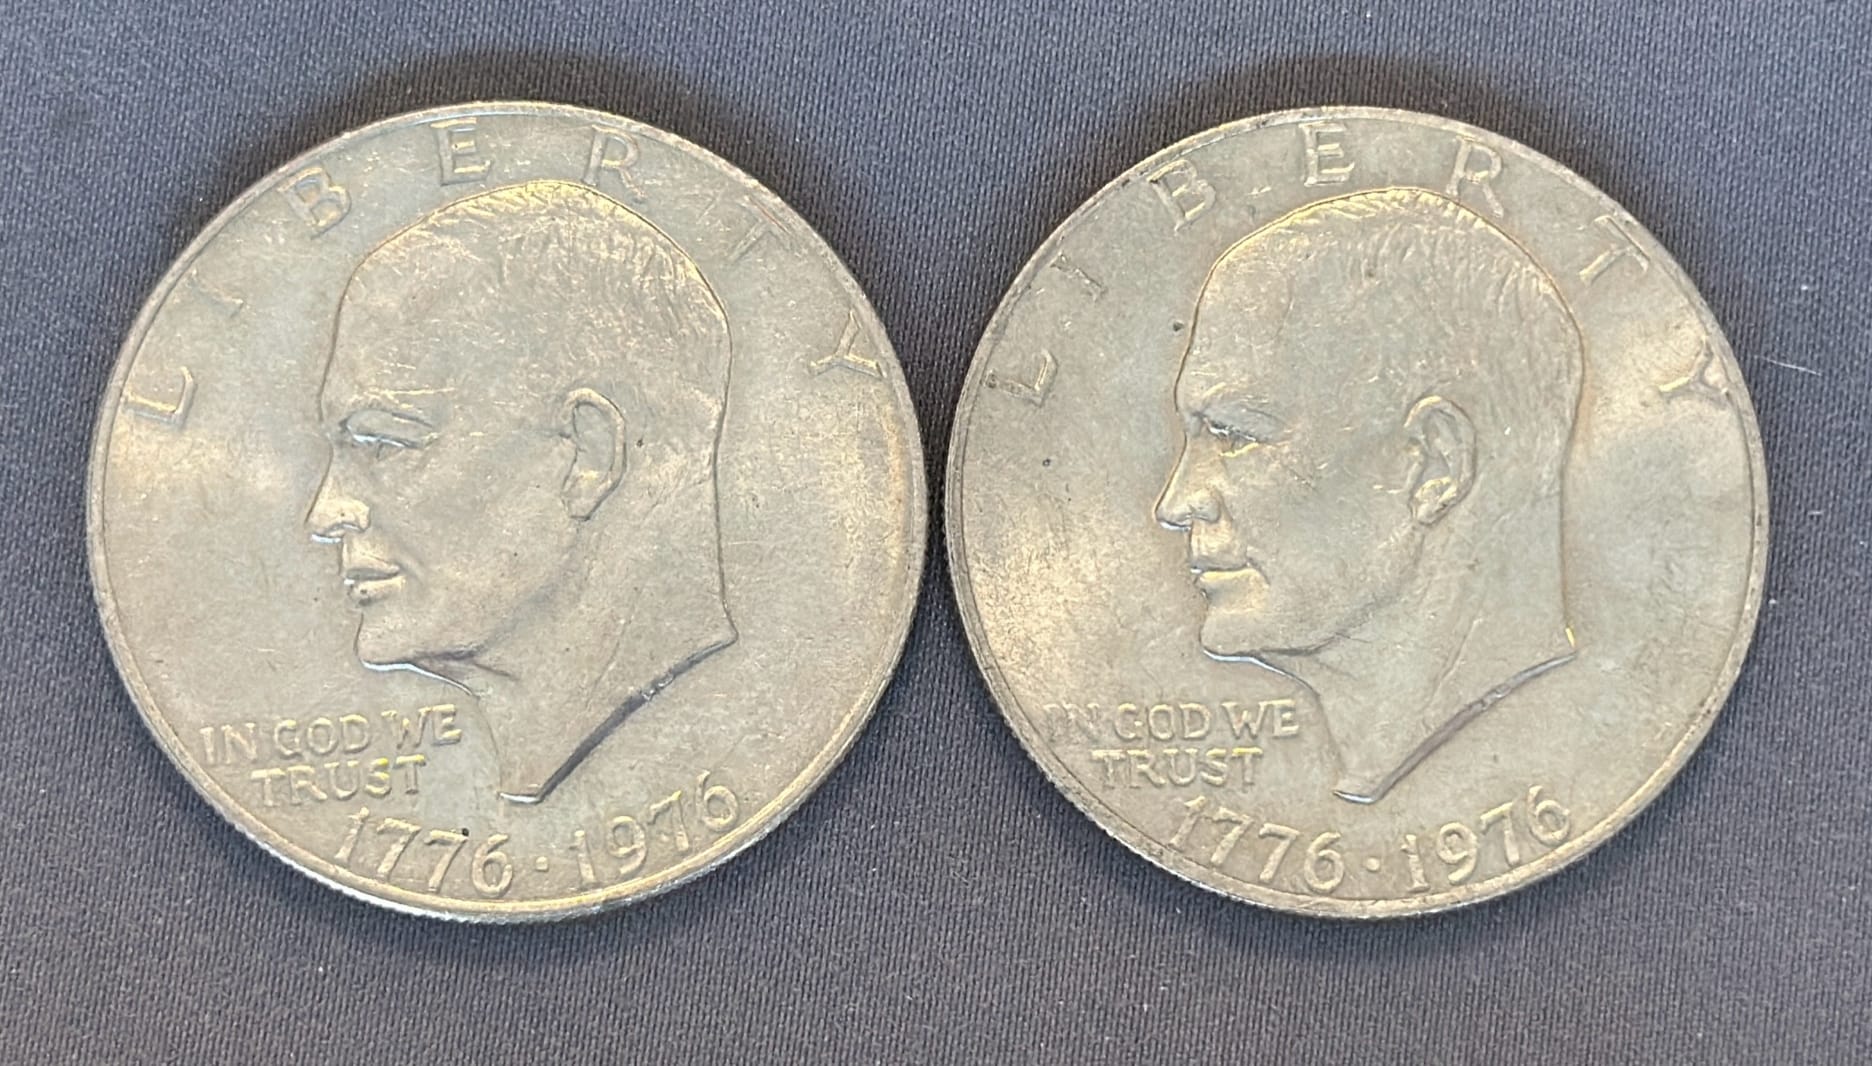 LIBERTY
IN GOD WE
TRUST
1776 · 1976
LIBERTY
IN GOD WE
TRUST
1776 · 1976